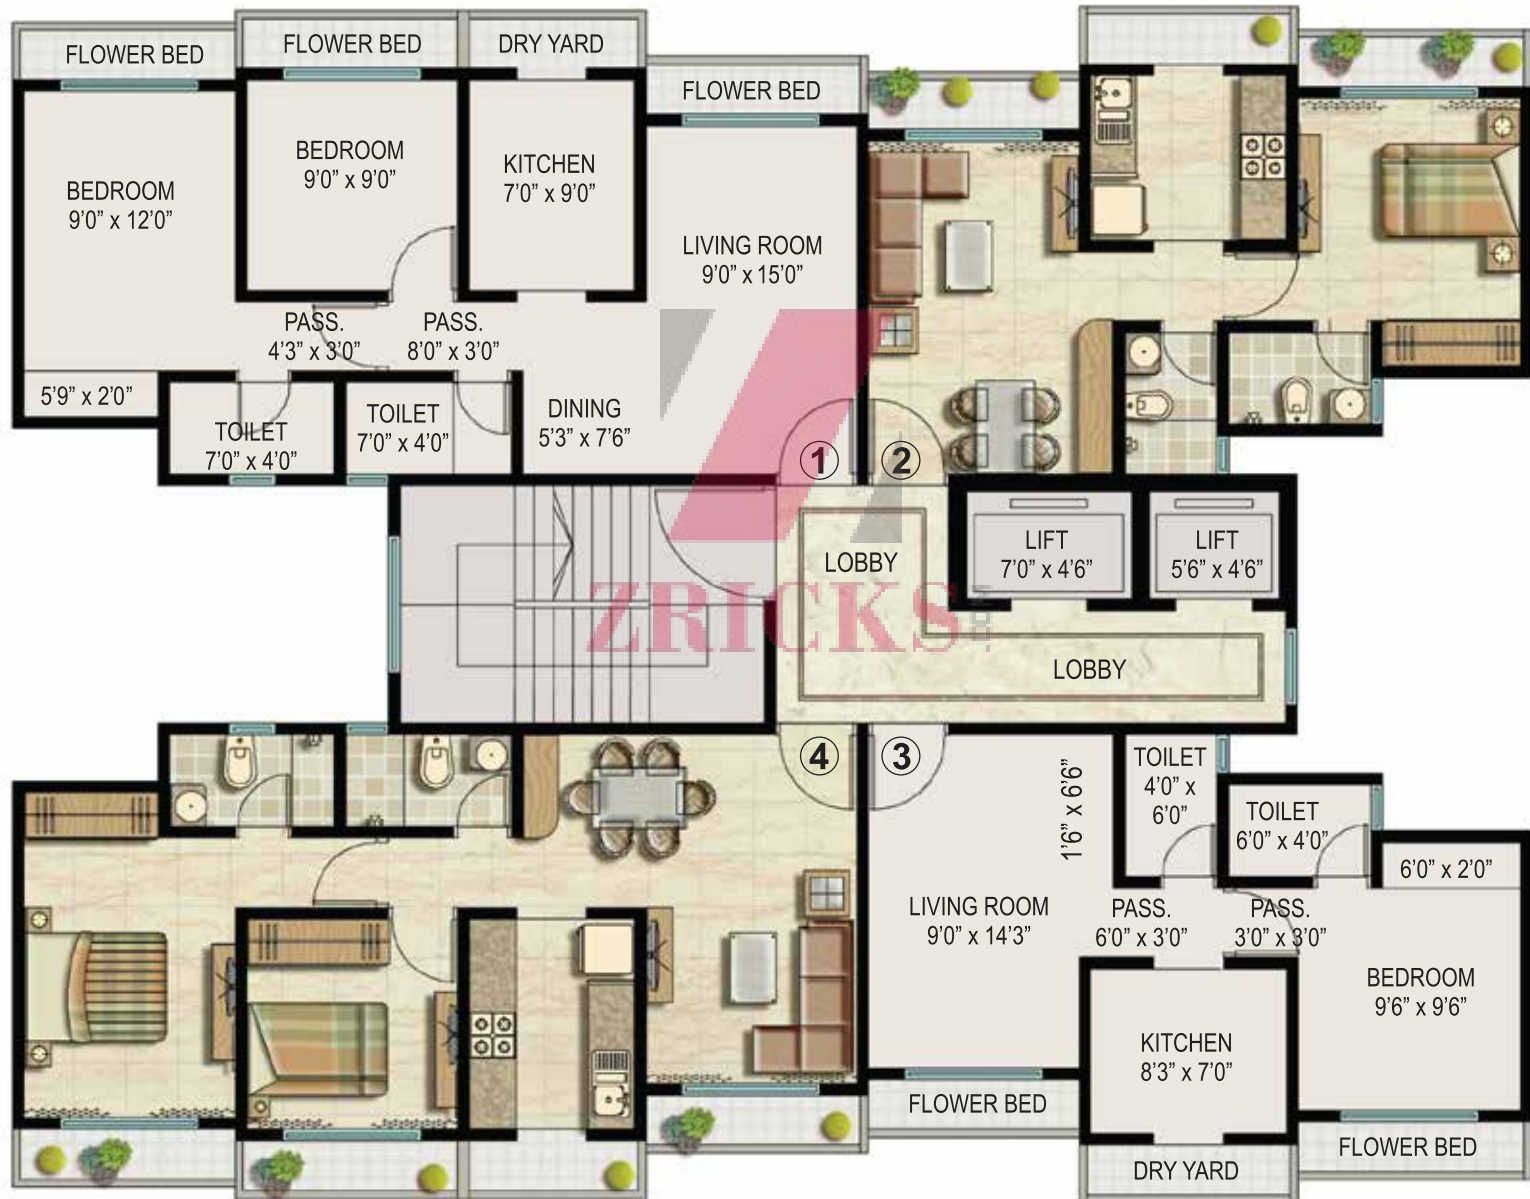 FLOWER BED
FLOWER BED
DRY YARD
FLOWER BED
BEDROOM
9'0" x 12'0"
BEDROOM
9'0" x 9'0"
KITCHEN
7'0" x 9'0"
LIVING ROOM
9'0" x 15'0"
PASS.
4'3" x 3'0"
PASS.
8'0" x 3'0"
5'9" x 2'0"
TOILET
7'0" x 4'0"
TOILET
7'0" x 4'0"
DINING
5'3" x 7'6"
1
2
LOBBY
LIFT
7'0" x 4'6"
LIFT
5'6" x 4'6"
ZRICKS
LOBBY
4
3
1'6" x 6'6"
TOILET
4'0" x
6'0"
TOILET
6'0" x 4'0"
6'0" x 2'0"
LIVING ROOM
9'0" x 14'3"
PASS.
6'0" x 3'0"
PASS.
3'0" x 3'0"
BEDROOM
9'6" x 9'6"
KITCHEN
8'3" x 7'0"
FLOWER BED
FLOWER BED
DRY YARD